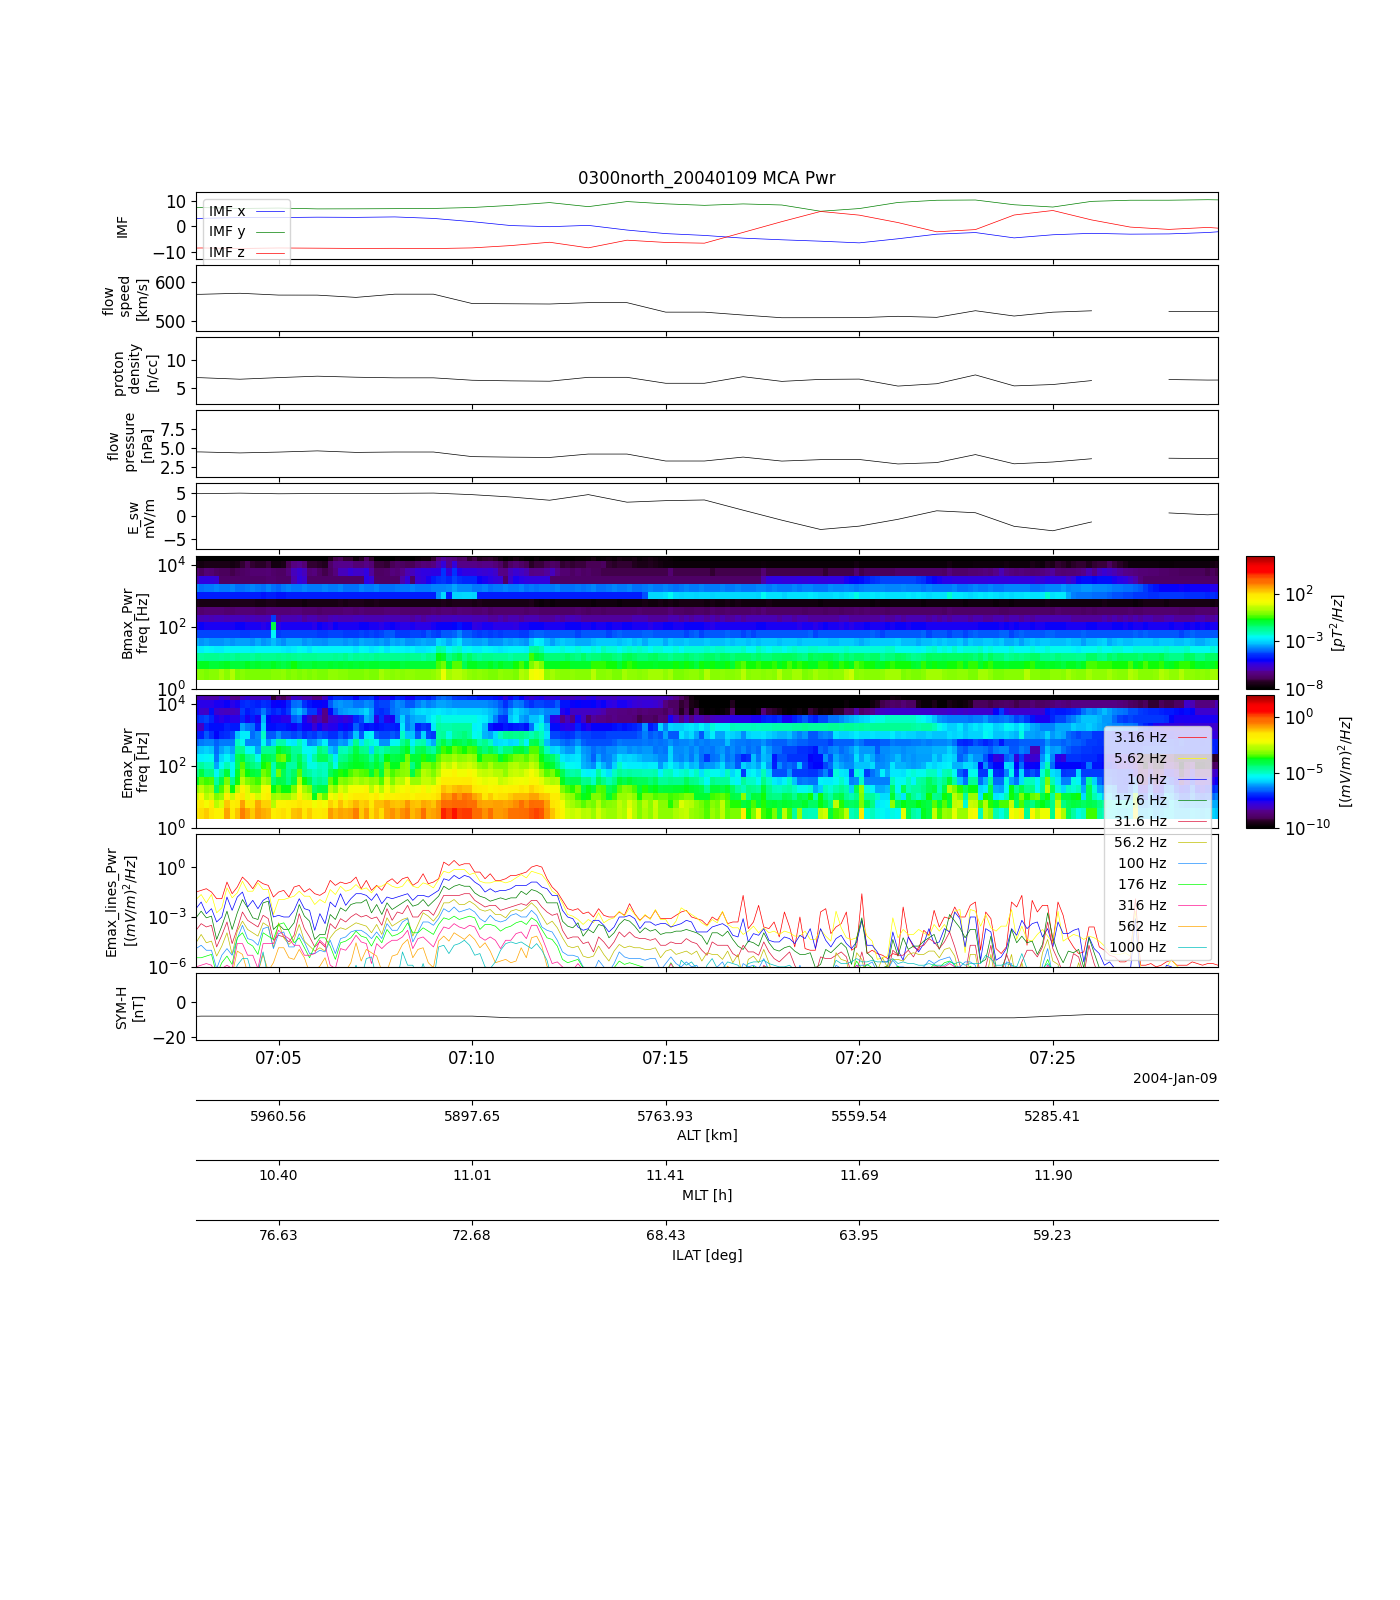 0300north_20040109 MCA Pwr
IMF
10
0
−10
IMF x
IMF y
IMF z
flow
speed
[km/s]
600
500
proton
density
[n/cc]
10
5
flow
pressure
[nPa]
7.5
5.0
2.5
E_sw
mV/m
5
0
−5
Bmax_Pwr
freq [Hz]
10^4
10^2
10^0
10^2
10^−3
10^−8
[pT^2/Hz]
Emax_Pwr
freq [Hz]
10^4
10^2
10^0
10^0
10^−5
10^−10
[(mV/m)^2/Hz]
3.16 Hz
5.62 Hz
10 Hz
17.6 Hz
31.6 Hz
56.2 Hz
100 Hz
176 Hz
316 Hz
562 Hz
1000 Hz
Emax_lines_Pwr
[(mV/m)^2/Hz]
10^0
10^−3
10^−6
SYM-H
[nT]
0
−20
07:05 07:10 07:15 07:20 07:25
2004-Jan-09
5960.56 5897.65 5763.93 5559.54 5285.41
ALT [km]
10.40 11.01 11.41 11.69 11.90
MLT [h]
76.63 72.68 68.43 63.95 59.23
ILAT [deg]